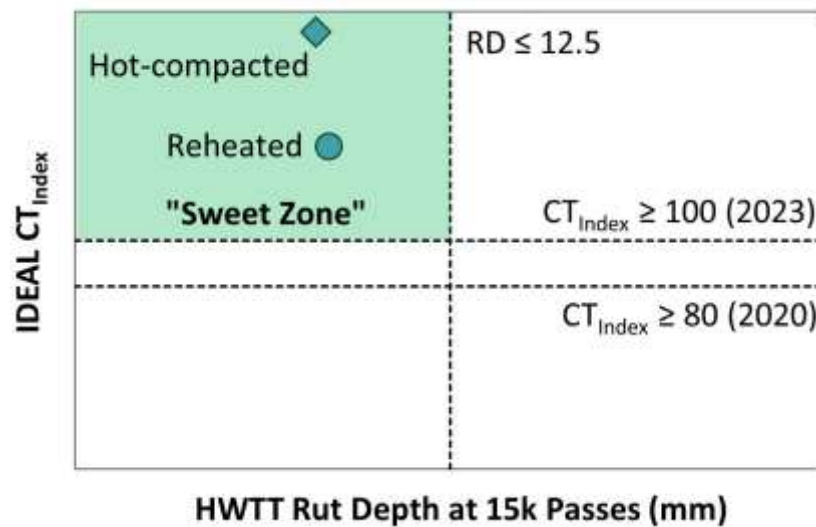 RD ≤ 12.5
Hot-compacted
Reheated
"Sweet Zone"
CT_Index ≥ 100 (2023)
CT_Index ≥ 80 (2020)
IDEAL CT_Index
HWTT Rut Depth at 15k Passes (mm)